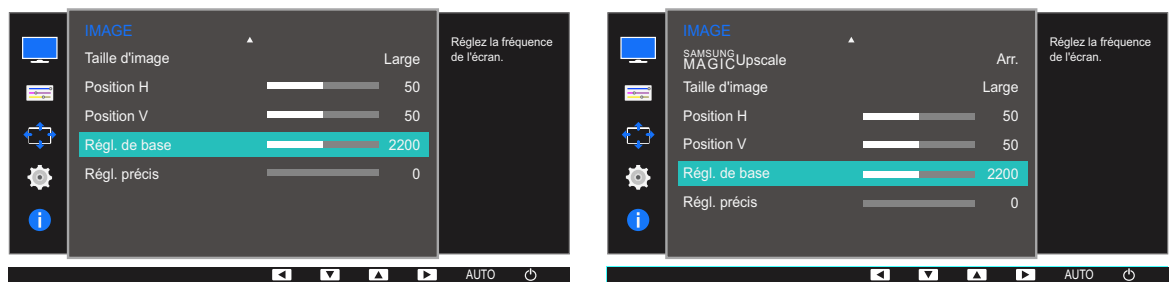 IMAGE
Taille d'image Large
Position H 50
Position V 50
Régl. de base 2200
Régl. précis 0
Réglez la fréquence
de l'écran.
AUTO
IMAGE
SAMSUNG
MAGIC Upscale Arr.
Taille d'image Large
Position H 50
Position V 50
Régl. de base 2200
Régl. précis 0
Réglez la fréquence
de l'écran.
AUTO